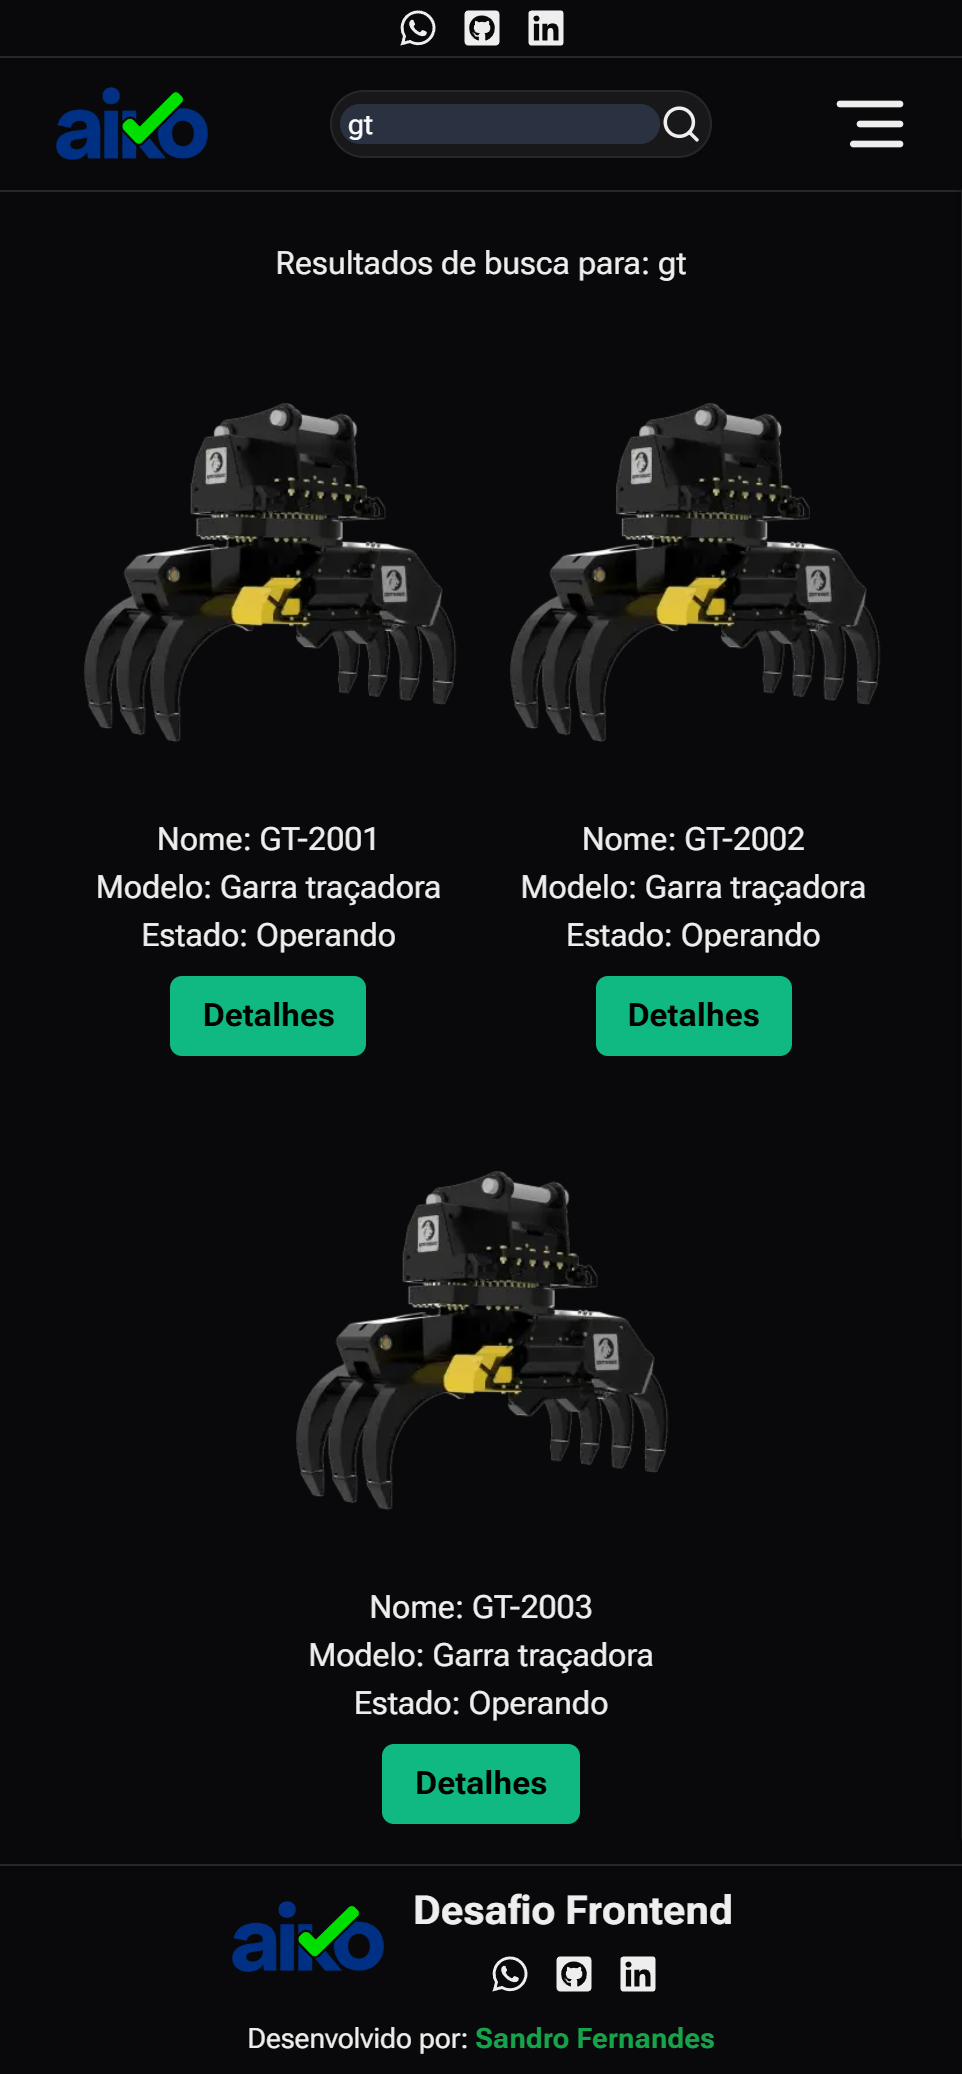 aiko
gt
Resultados de busca para: gt
Nome: GT-2001
Modelo: Garra traçadora
Estado: Operando
Detalhes
Nome: GT-2002
Modelo: Garra traçadora
Estado: Operando
Detalhes
Nome: GT-2003
Modelo: Garra traçadora
Estado: Operando
Detalhes
aiko
Desafio Frontend
Desenvolvido por: Sandro Fernandes